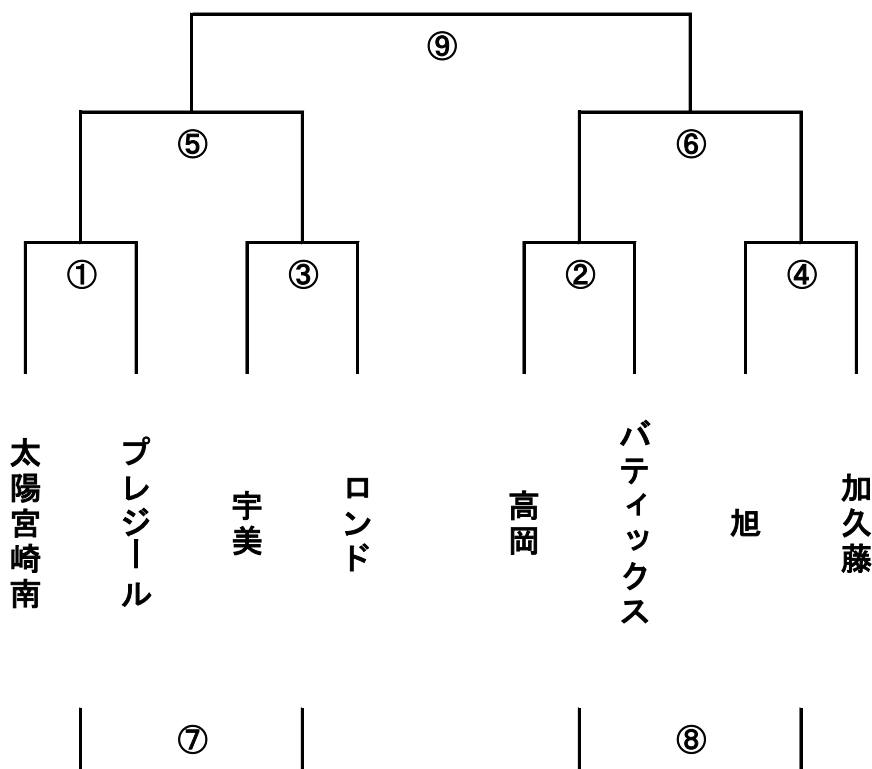 ⑨
⑤
⑥
①
③
②
④
太陽宮崎南
プレジール
宇美
ロンド
高岡
バティックス
旭
加久藤
⑦
⑧